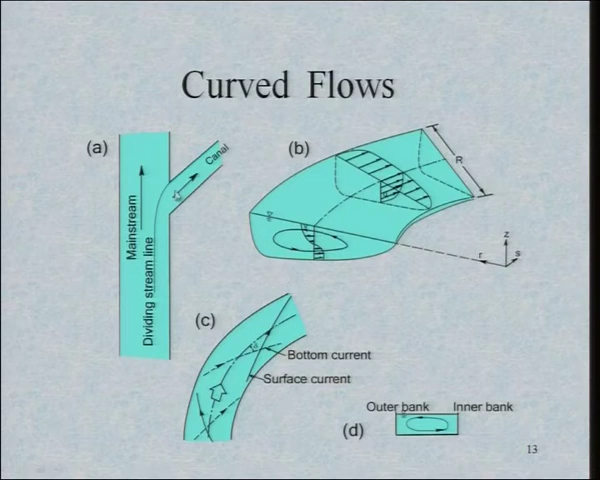 Curved Flows
(a)
Mainstream
Dividing stream line
Canal
(b)
R
z
r
s
(c)
Bottom current
Surface current
Outer bank
Inner bank
(d)
13